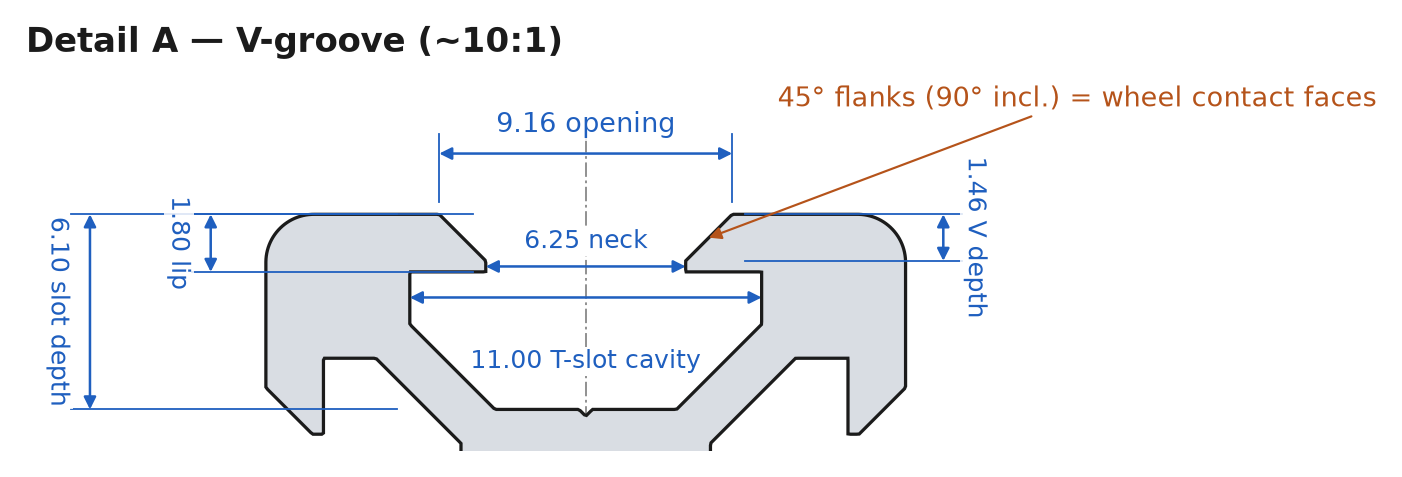 Detail A — V-groove (~10:1)
45° flanks (90° incl.) = wheel contact faces
9.16 opening
1.46 V depth
1.80 lip
6.10 slot depth
6.25 neck
11.00 T-slot cavity